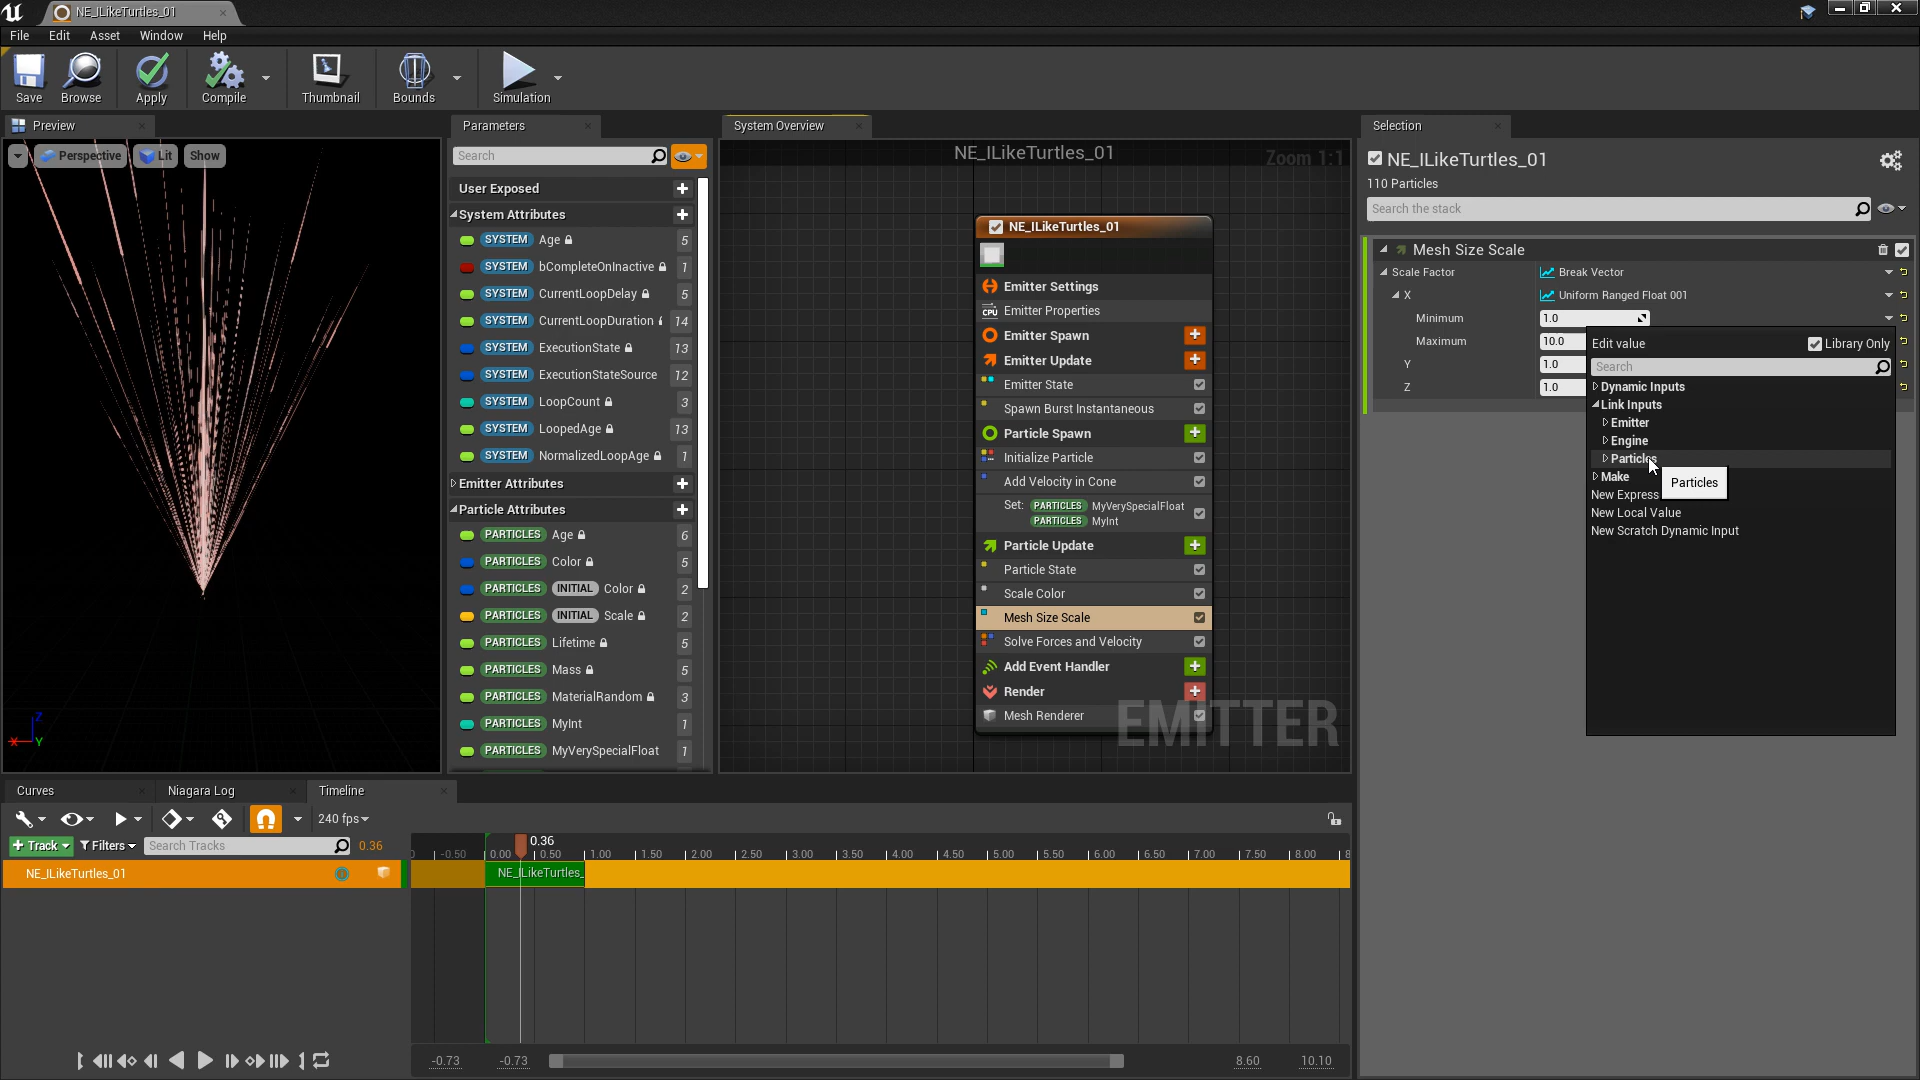 NE_ILikeTurtles_01
File Edit Asset Window Help
Save Browse Apply Compile Thumbnail Bounds Simulation
Preview
Perspective Lit Show
Z
X Y
Parameters
Search
User Exposed
System Attributes
SYSTEM Age 5
SYSTEM bCompleteOnInactive 1
SYSTEM CurrentLoopDelay 5
SYSTEM CurrentLoopDuration 14
SYSTEM ExecutionState 13
SYSTEM ExecutionStateSource 12
SYSTEM LoopCount 3
SYSTEM LoopedAge 13
SYSTEM NormalizedLoopAge 1
Emitter Attributes
Particle Attributes
PARTICLES Age 6
PARTICLES Color 5
PARTICLES INITIAL Color 2
PARTICLES INITIAL Scale 2
PARTICLES Lifetime 5
PARTICLES Mass 5
PARTICLES MaterialRandom 3
PARTICLES MyInt 1
PARTICLES MyVerySpecialFloat 1
System Overview
NE_ILikeTurtles_01
Zoom 1:1
NE_ILikeTurtles_01
Emitter Settings
CPU Emitter Properties
Emitter Spawn
Emitter Update
Emitter State
Spawn Burst Instantaneous
Particle Spawn
Initialize Particle
Add Velocity in Cone
Set: PARTICLES MyVerySpecialFloat
PARTICLES MyInt
Particle Update
Particle State
Scale Color
Mesh Size Scale
Solve Forces and Velocity
Add Event Handler
Render
Mesh Renderer
EMITTER
Selection
NE_ILikeTurtles_01
110 Particles
Search the stack
Mesh Size Scale
Scale Factor Break Vector
X Uniform Ranged Float 001
Minimum 1.0
Maximum 10.0
Y 1.0
Z 1.0
Edit value Library Only
Search
Dynamic Inputs
Link Inputs
Emitter
Engine
Particles
Make
Particles
New Express
New Local Value
New Scratch Dynamic Input
Curves Niagara Log Timeline
240 fps
+ Track Filters Search Tracks 0.36
0.36
-0.50 0.00 0.50 1.00 1.50 2.00 2.50 3.00 3.50 4.00 4.50 5.00 5.50 6.00 6.50 7.00 7.50 8.00 8
NE_ILikeTurtles_01
NE_ILikeTurtles_
-0.73 -0.73 8.60 10.10